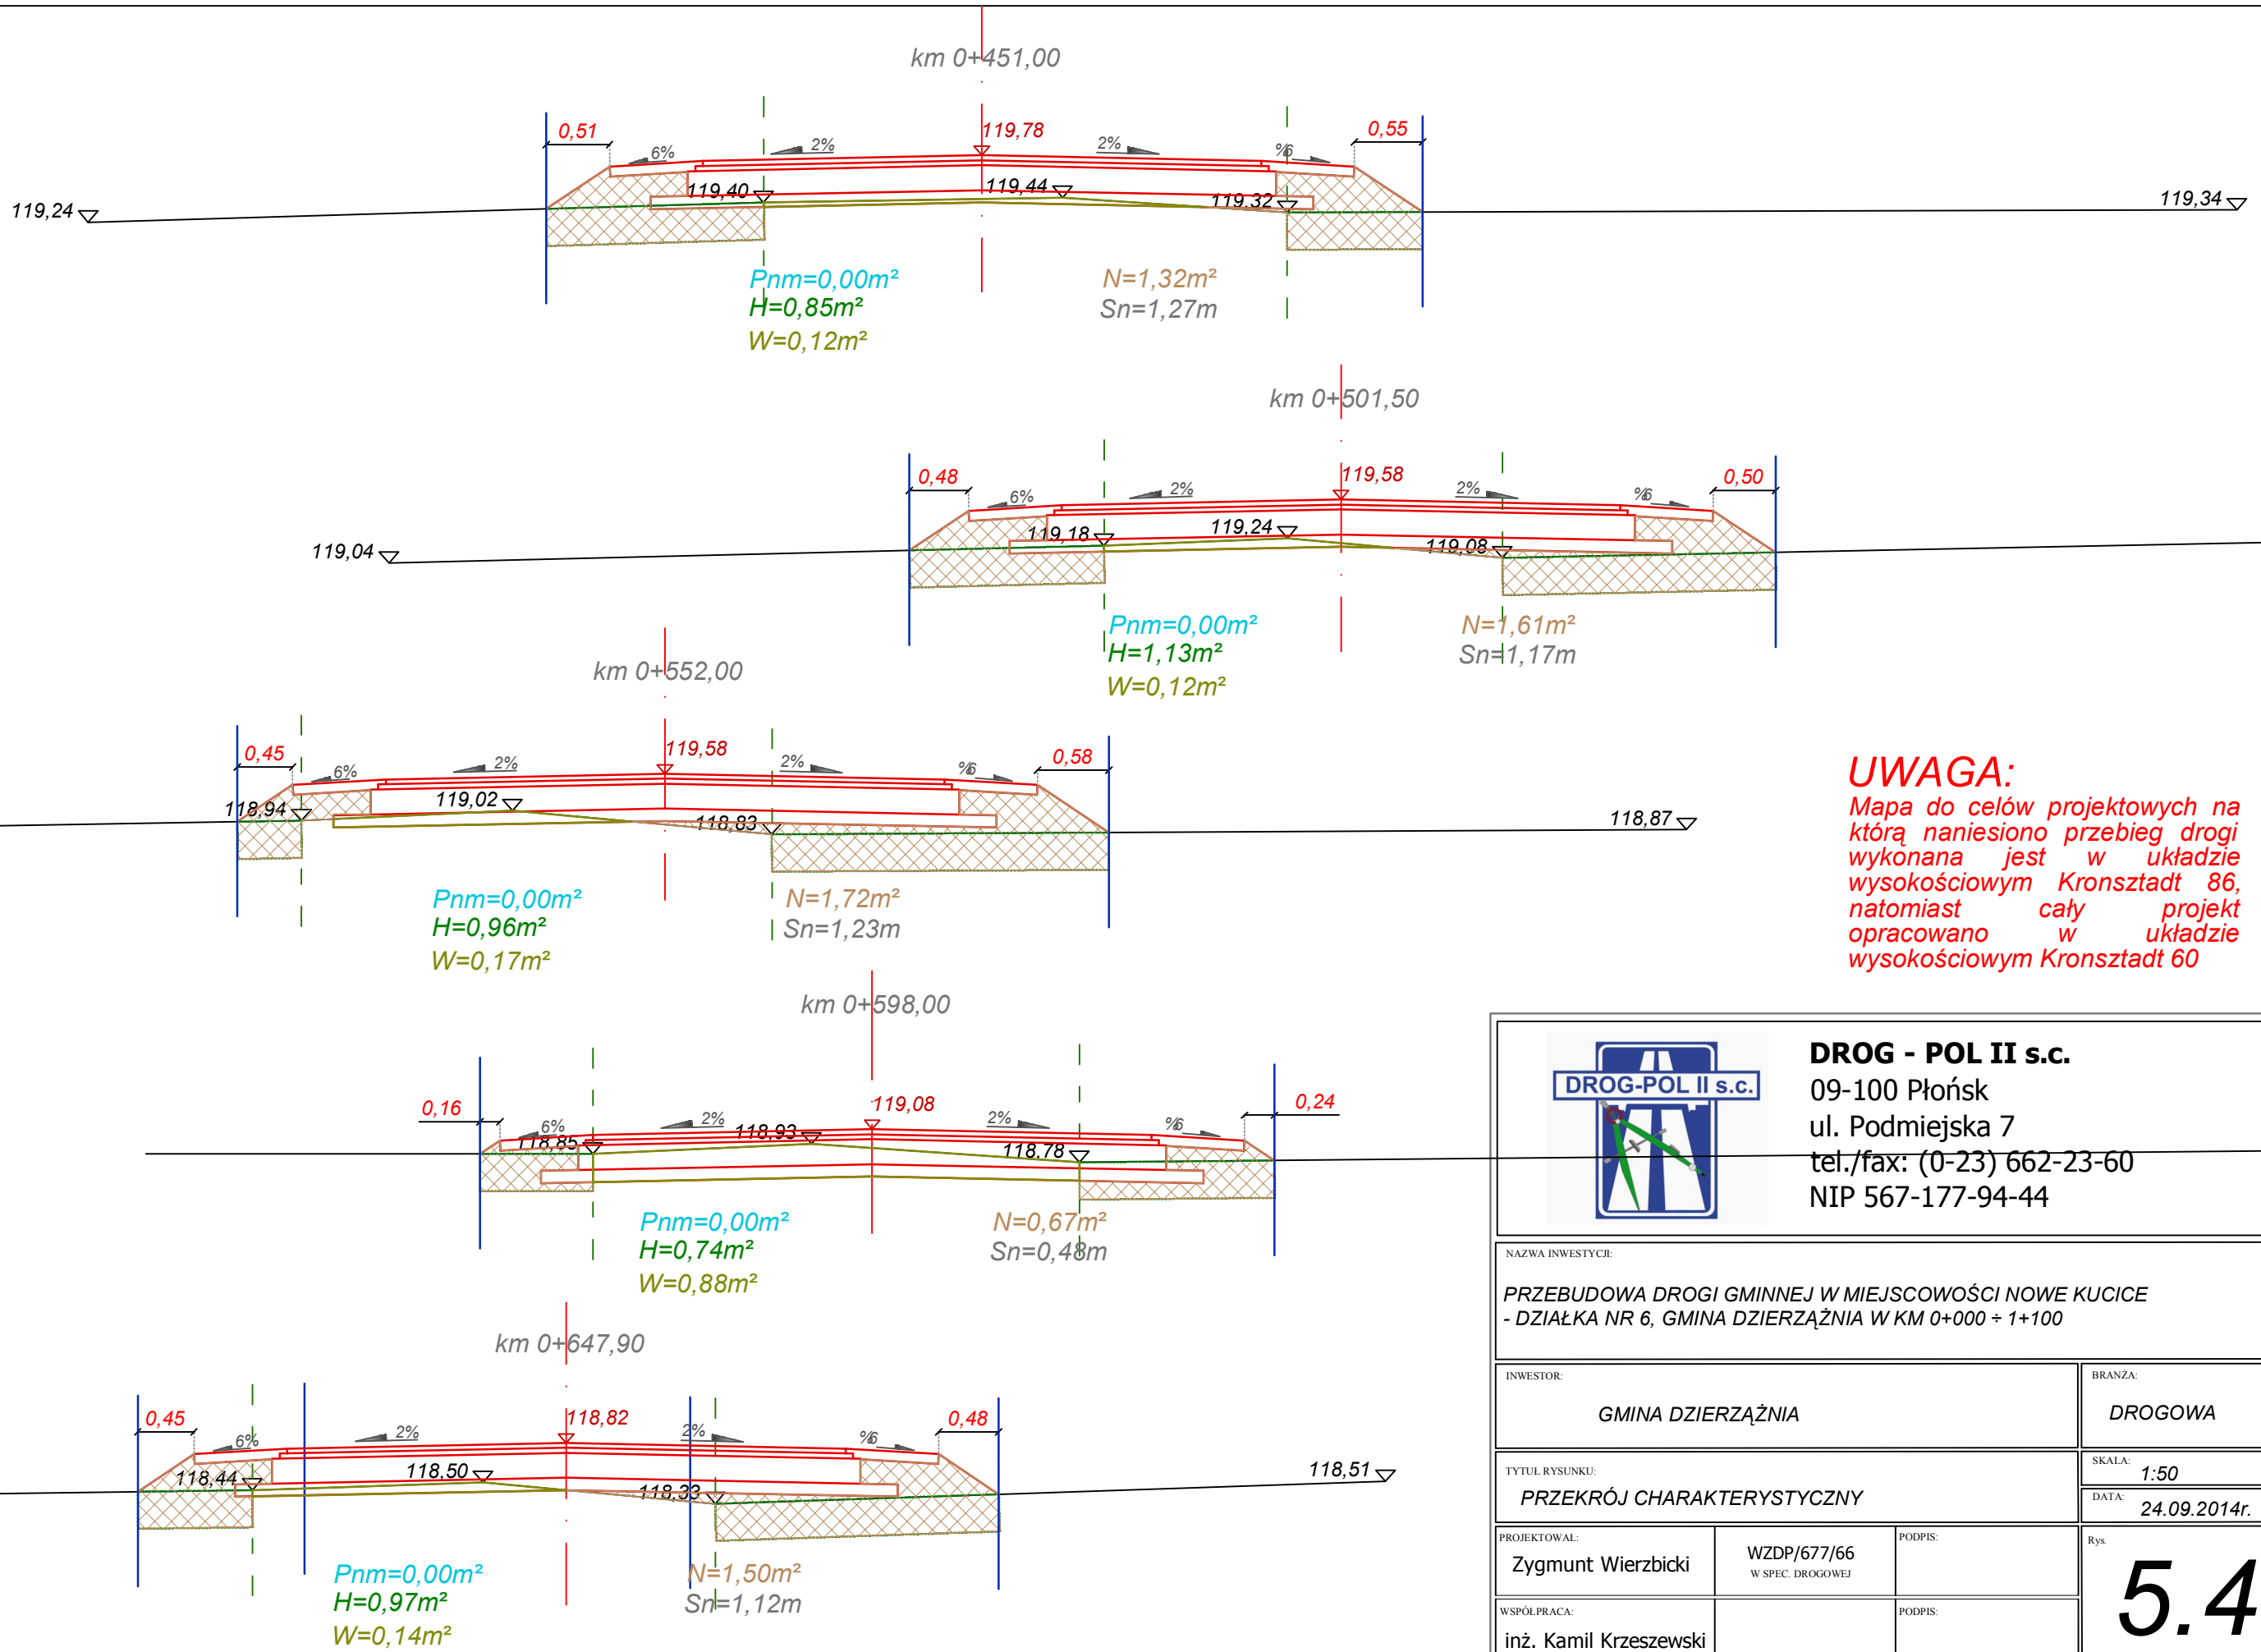 km 0+451,00
0,51
6%
2%
119,78
2%
%6
0,55
119,24
119,40
119,44
119,32
119,34
Pnm=0,00m²
H=0,85m²
W=0,12m²
N=1,32m²
Sn=1,27m
km 0+501,50
0,48
6%
2%
119,58
2%
%6
0,50
119,04
119,18
119,24
119,08
Pnm=0,00m²
H=1,13m²
W=0,12m²
N=1,61m²
Sn=1,17m
km 0+552,00
0,45
6%
2%
119,58
2%
%6
0,58
118,94
119,02
118,83
118,87
Pnm=0,00m²
H=0,96m²
W=0,17m²
N=1,72m²
Sn=1,23m
UWAGA:
Mapa do celów projektowych na
którą naniesiono przebieg drogi
wykonana jest w układzie
wysokościowym Kronsztadt 86,
natomiast cały projekt
opracowano w układzie
wysokościowym Kronsztadt 60
km 0+598,00
0,16
6%
2%
119,08
2%
%6
0,24
118,85
118,93
118,78
Pnm=0,00m²
H=0,74m²
W=0,88m²
N=0,67m²
Sn=0,48m
km 0+647,90
0,45
6%
2%
118,82
2%
%6
0,48
118,44
118,50
118,33
118,51
Pnm=0,00m²
H=0,97m²
W=0,14m²
N=1,50m²
Sn=1,12m
DROG-POL II s.c.
DROG - POL II s.c.
09-100 Płońsk
ul. Podmiejska 7
tel./fax: (0-23) 662-23-60
NIP 567-177-94-44
NAZWA INWESTYCJI:
PRZEBUDOWA DROGI GMINNEJ W MIEJSCOWOŚCI NOWE KUCICE
- DZIAŁKA NR 6, GMINA DZIERZĄŻNIA W KM 0+000 ÷ 1+100
INWESTOR:
GMINA DZIERZĄŻNIA
BRANŻA:
DROGOWA
TYTUŁ RYSUNKU:
PRZEKRÓJ CHARAKTERYSTYCZNY
SKALA:
1:50
DATA:
24.09.2014r.
PROJEKTOWAŁ:
Zygmunt Wierzbicki
WZDP/677/66
W SPEC. DROGOWEJ
PODPIS:
Rys.
5.4
WSPÓŁPRACA:
inż. Kamil Krzeszewski
PODPIS: